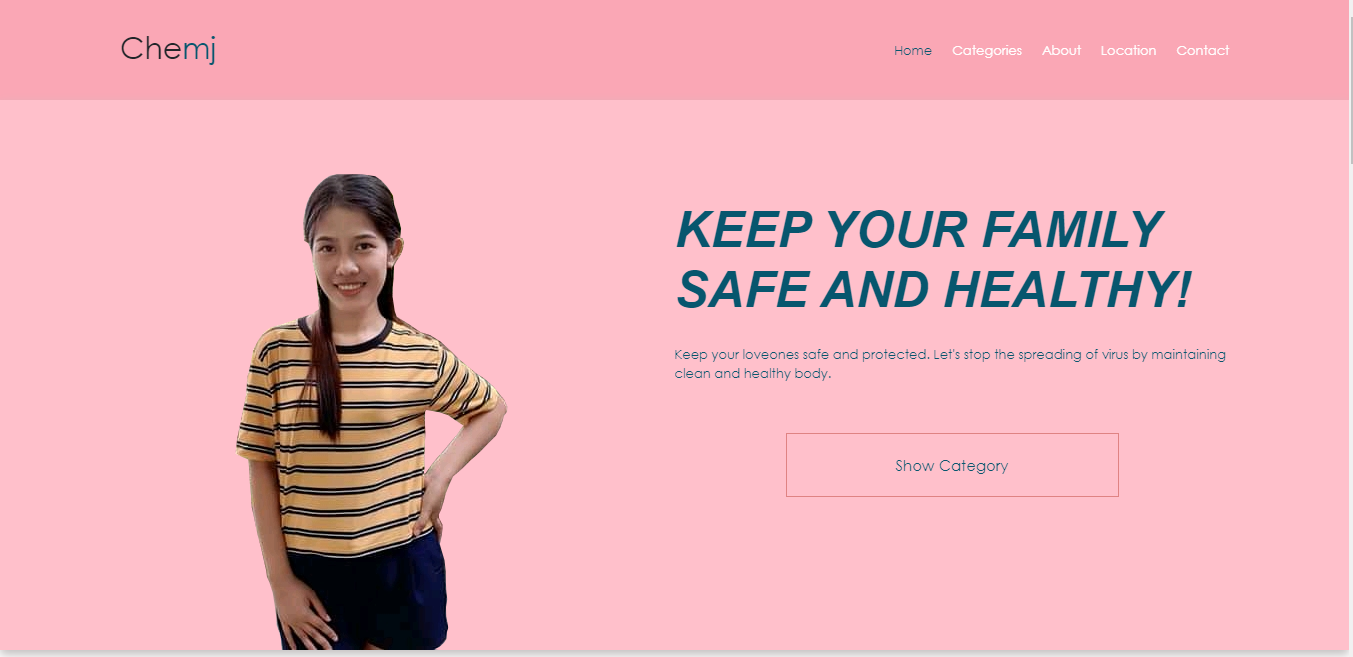 Chemj
Home Categories About Location Contact
KEEP YOUR FAMILY
SAFE AND HEALTHY!
Keep your loveones safe and protected. Let's stop the spreading of virus by maintaining
clean and healthy body.
Show Category